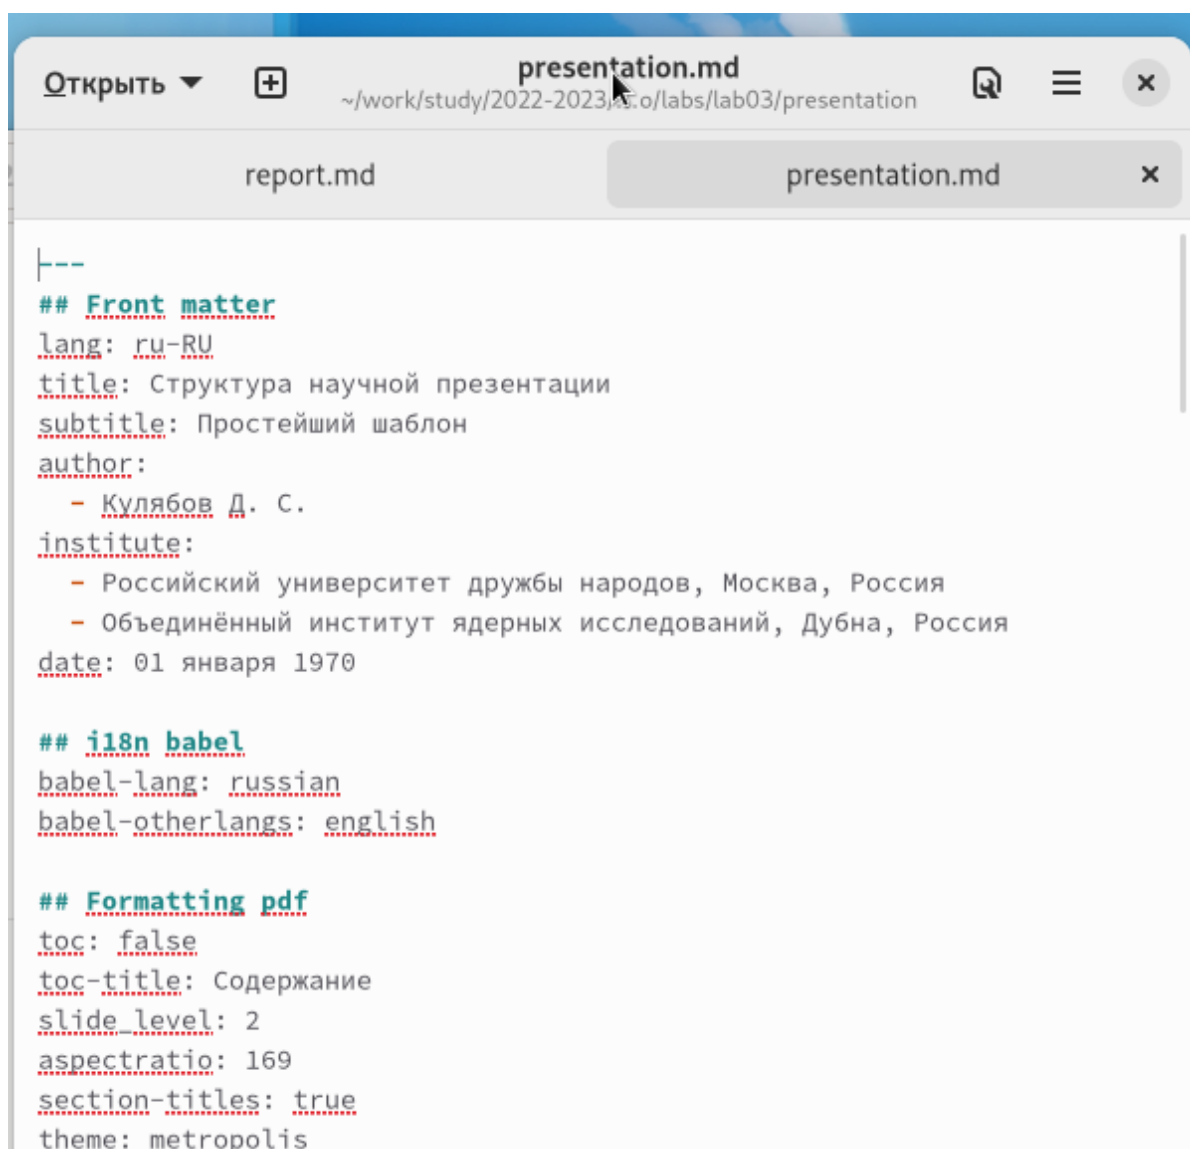 Открыть
presentation.md
~/work/study/2022-2023/ o/labs/lab03/presentation
report.md
presentation.md
---
## Front matter
lang: ru-RU
title: Структура научной презентации
subtitle: Простейший шаблон
author:
  - Кулябов Д. С.
institute:
  - Российский университет дружбы народов, Москва, Россия
  - Объединённый институт ядерных исследований, Дубна, Россия
date: 01 января 1970
## i18n babel
babel-lang: russian
babel-otherlangs: english
## Formatting pdf
toc: false
toc-title: Содержание
slide_level: 2
aspectratio: 169
section-titles: true
theme: metropolis